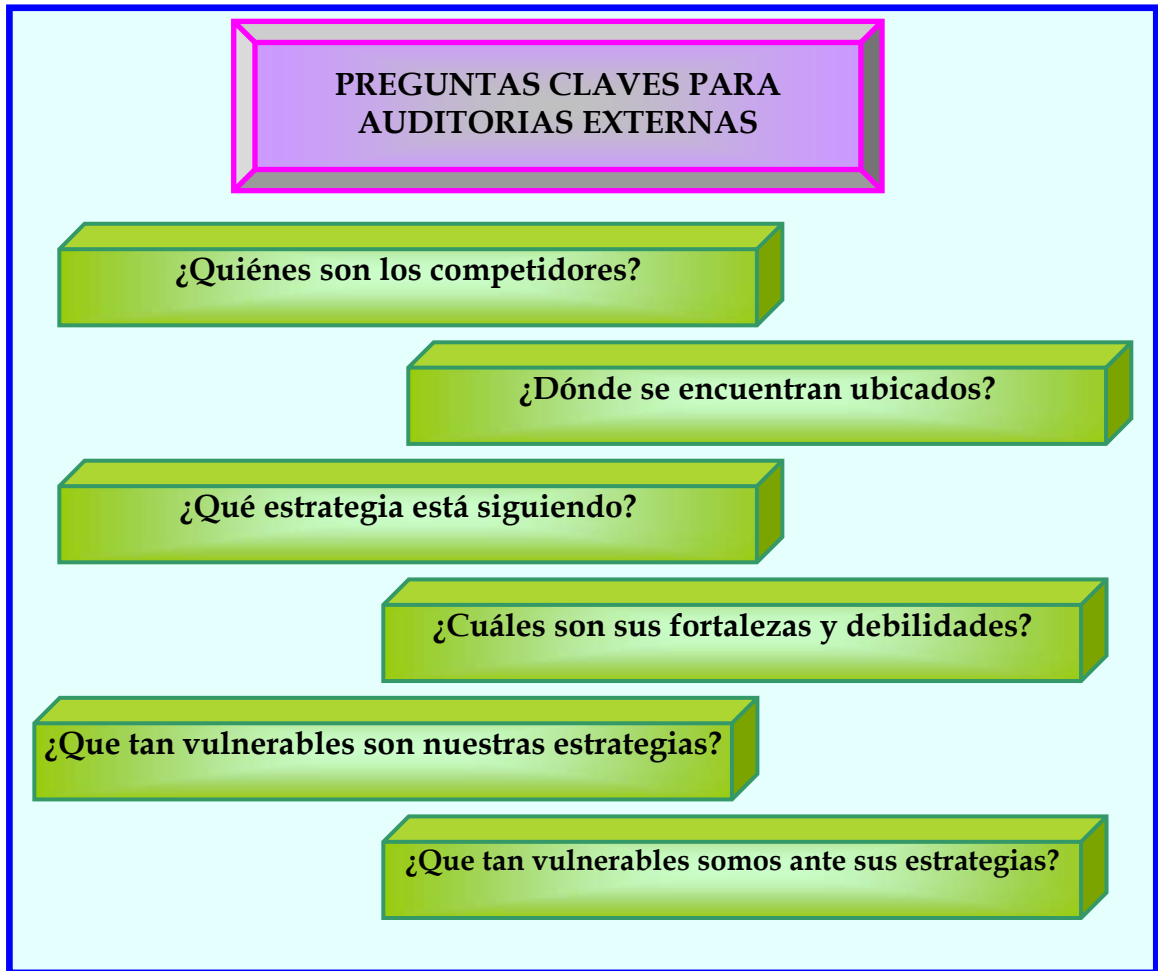 PREGUNTAS CLAVES PARA
AUDITORIAS EXTERNAS
¿Quiénes son los competidores?
¿Dónde se encuentran ubicados?
¿Qué estrategia está siguiendo?
¿Cuáles son sus fortalezas y debilidades?
¿Que tan vulnerables son nuestras estrategias?
¿Que tan vulnerables somos ante sus estrategias?